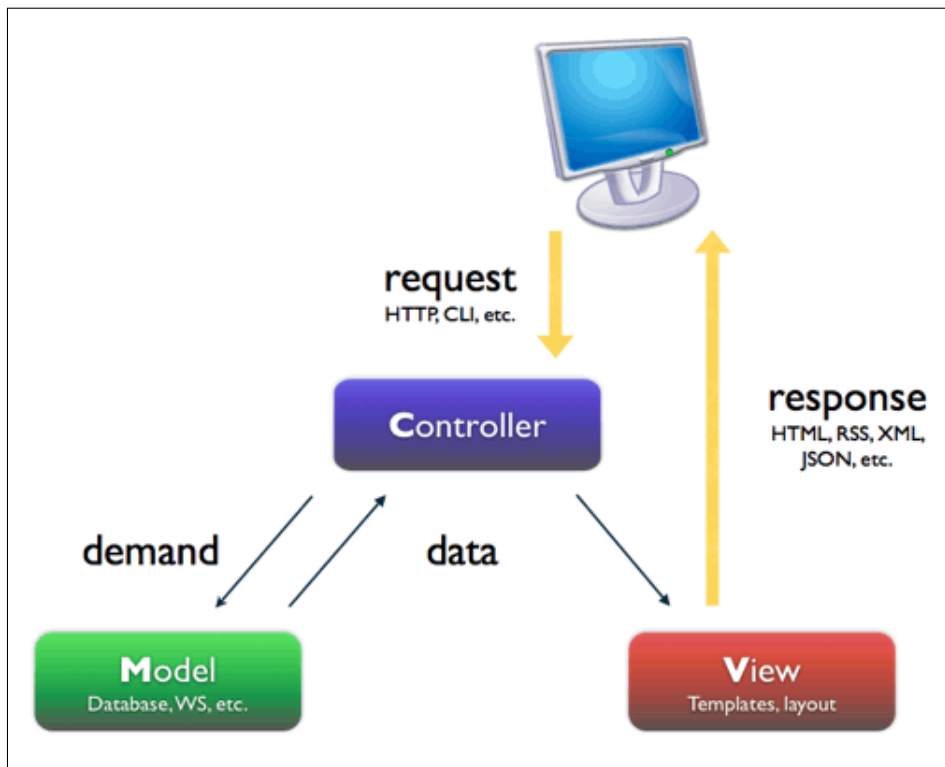 request
HTTP, CLI, etc.
Controller
response
HTML, RSS, XML,
JSON, etc.
demand
data
Model
Database, WS, etc.
View
Templates, layout